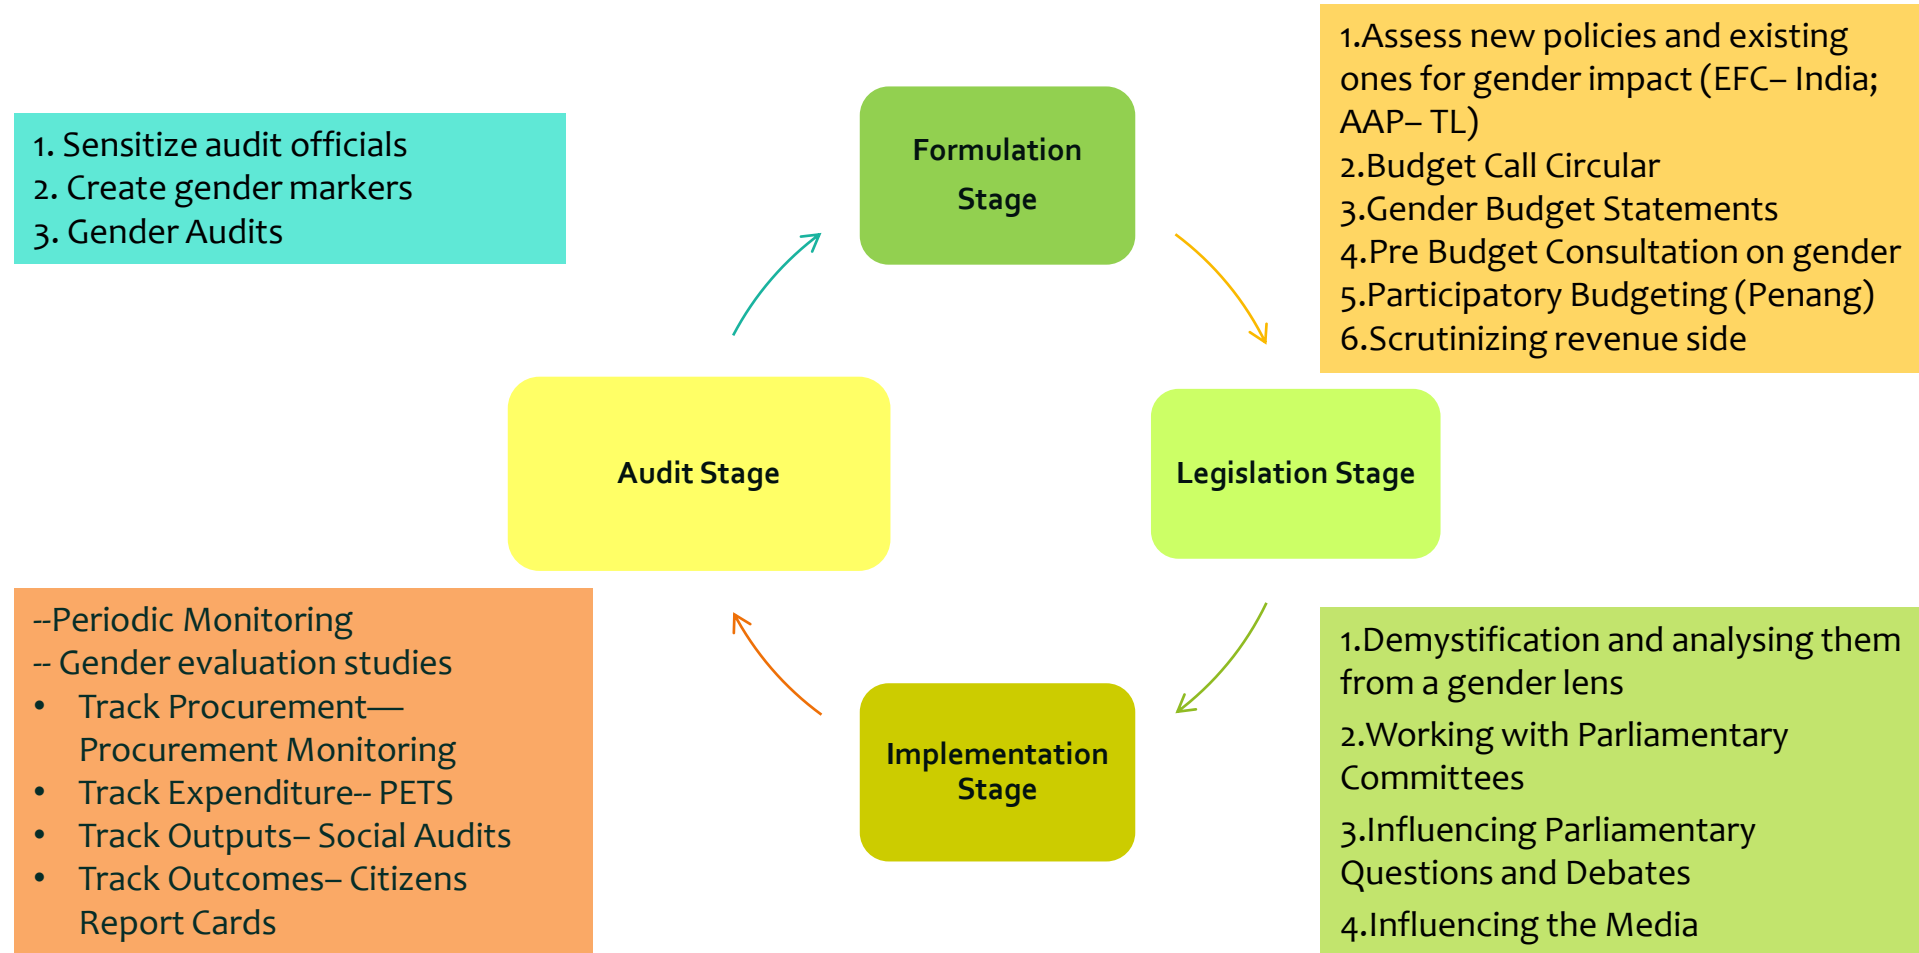 Formulation
Stage
1.Assess new policies and existing
ones for gender impact (EFC– India;
AAP– TL)
2.Budget Call Circular
3.Gender Budget Statements
4.Pre Budget Consultation on gender
5.Participatory Budgeting (Penang)
6.Scrutinizing revenue side
Legislation Stage
1.Demystification and analysing them
from a gender lens
2.Working with Parliamentary
Committees
3.Influencing Parliamentary
Questions and Debates
4.Influencing the Media
Implementation
Stage
--Periodic Monitoring
-- Gender evaluation studies
• Track Procurement—
Procurement Monitoring
• Track Expenditure-- PETS
• Track Outputs– Social Audits
• Track Outcomes– Citizens
Report Cards
Audit Stage
1. Sensitize audit officials
2. Create gender markers
3. Gender Audits